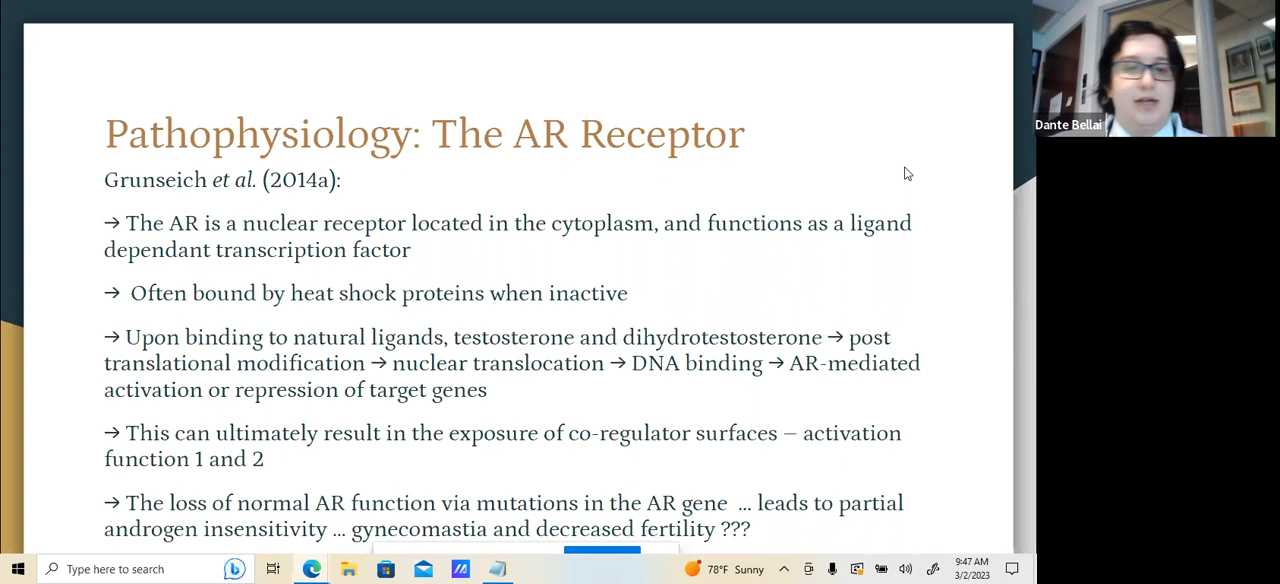 Pathophysiology: The AR Receptor
Grunseich et al. (2014a):
→ The AR is a nuclear receptor located in the cytoplasm, and functions as a ligand
dependant transcription factor
→ Often bound by heat shock proteins when inactive
→ Upon binding to natural ligands, testosterone and dihydrotestosterone → post
translational modification → nuclear translocation → DNA binding → AR-mediated
activation or repression of target genes
→ This can ultimately result in the exposure of co-regulator surfaces – activation
function 1 and 2
→ The loss of normal AR function via mutations in the AR gene ... leads to partial
androgen insensitivity ... gynecomastia and decreased fertility ???
Dante Bellai
Type here to search
78°F Sunny
9:47 AM
3/2/2023